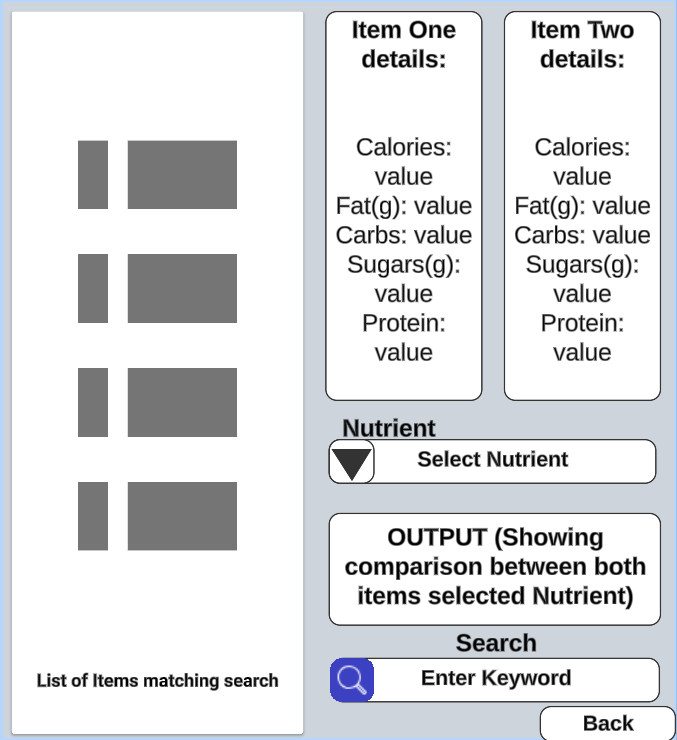 List of Items matching search
Item One
details:
Calories:
value
Fat(g): value
Carbs: value
Sugars(g):
value
Protein:
value
Item Two
details:
Calories:
value
Fat(g): value
Carbs: value
Sugars(g):
value
Protein:
value
Nutrient
Select Nutrient
OUTPUT (Showing
comparison between both
items selected Nutrient)
Search
Enter Keyword
Back